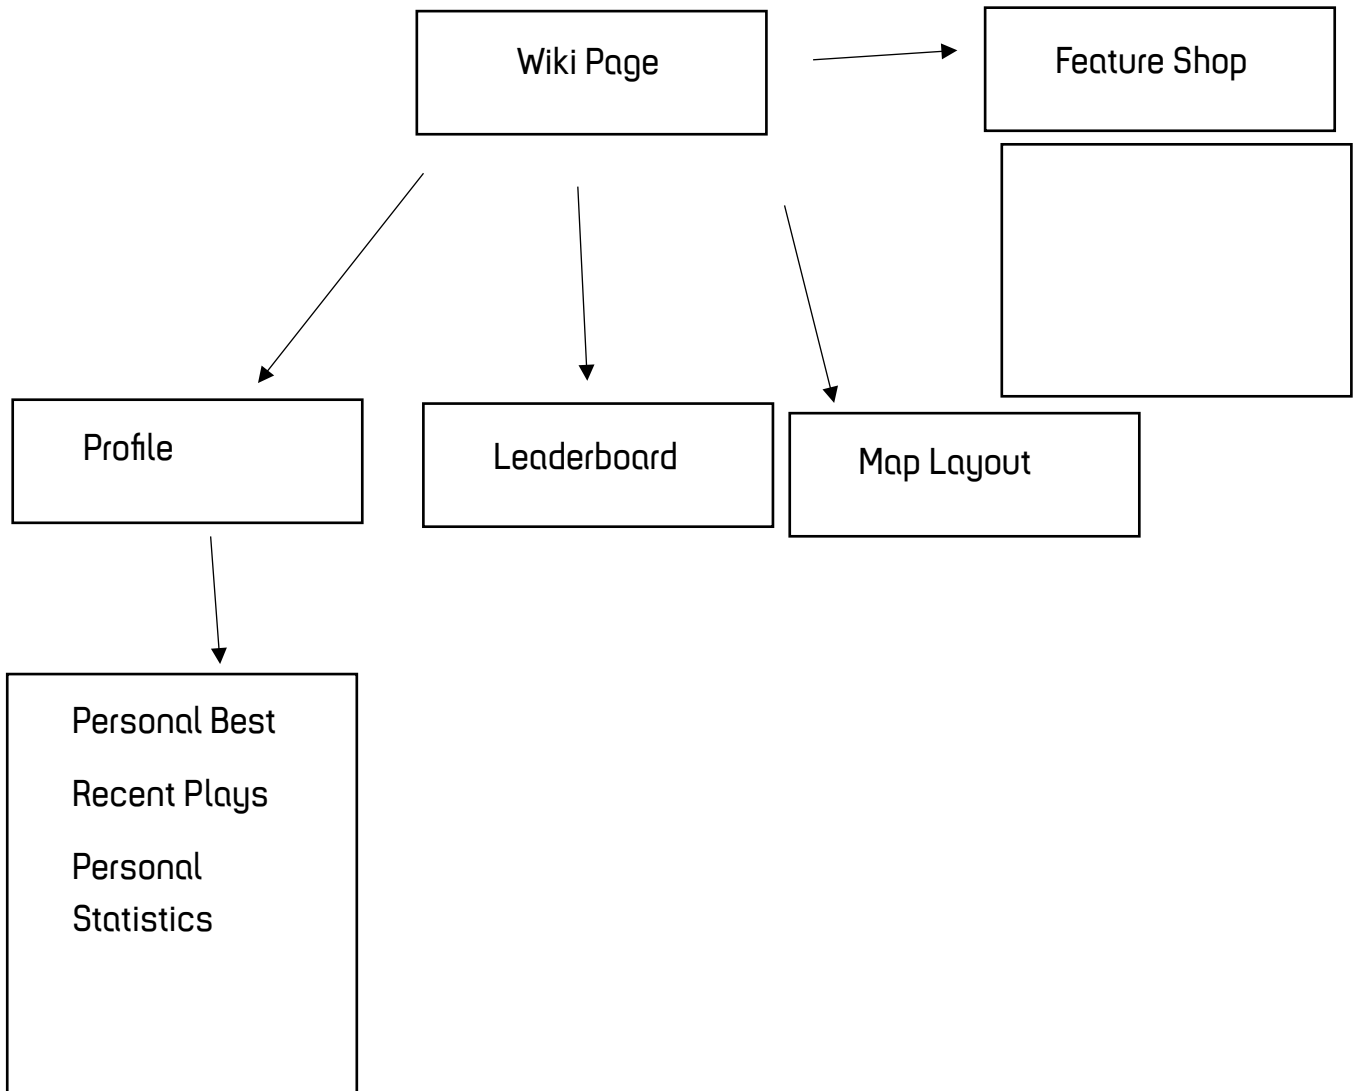 Wiki Page
Feature Shop
Profile
Leaderboard
Map Layout
Personal Best
Recent Plays
Personal
Statistics